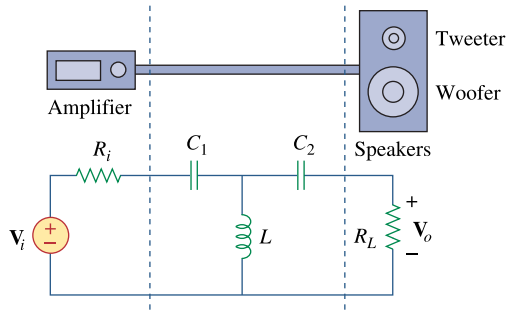 Tweeter
Woofer
Amplifier
Speakers
R_i
C_1
C_2
V_i
+
−
L
R_L
+
V_o
−